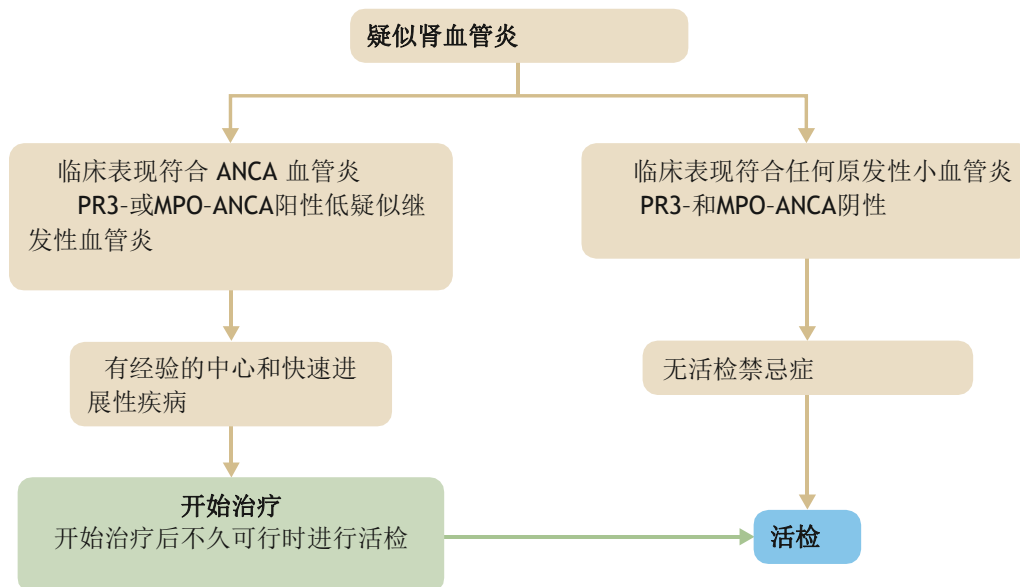 疑似肾血管炎
临床表现符合 ANCA 血管炎
PR3-或MPO-ANCA阳性低疑似继
发性血管炎
临床表现符合任何原发性小血管炎
PR3-和MPO-ANCA阴性
有经验的中心和快速进
展性疾病
无活检禁忌症
开始治疗
开始治疗后不久可行时进行活检
活检